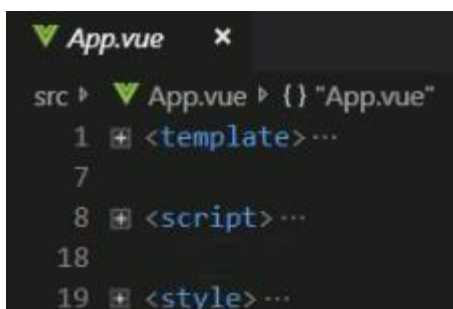 App.vue ×
src App.vue {} "App.vue"
1 <template>…
7
8 <script>…
18
19 <style>…